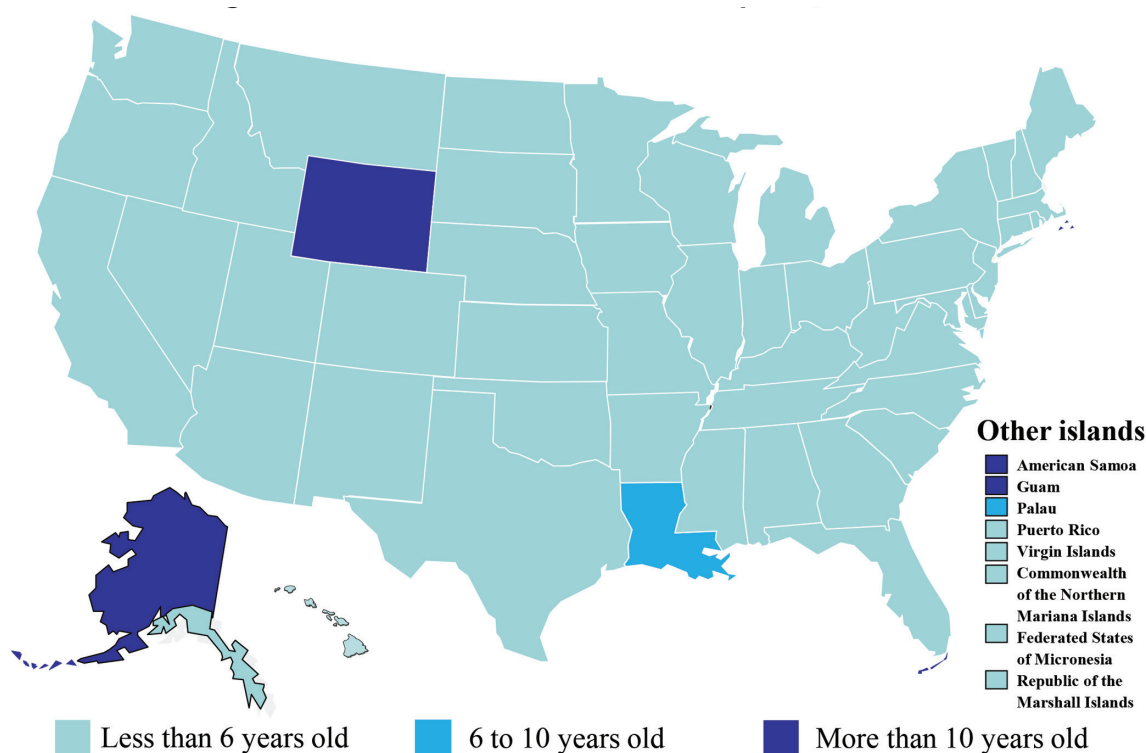 Other islands
American Samoa
Guam
Palau
Puerto Rico
Virgin Islands
Commonwealth
of the Northern
Mariana Islands
Federated States
of Micronesia
Republic of the
Marshall Islands
Less than 6 years old
6 to 10 years old
More than 10 years old